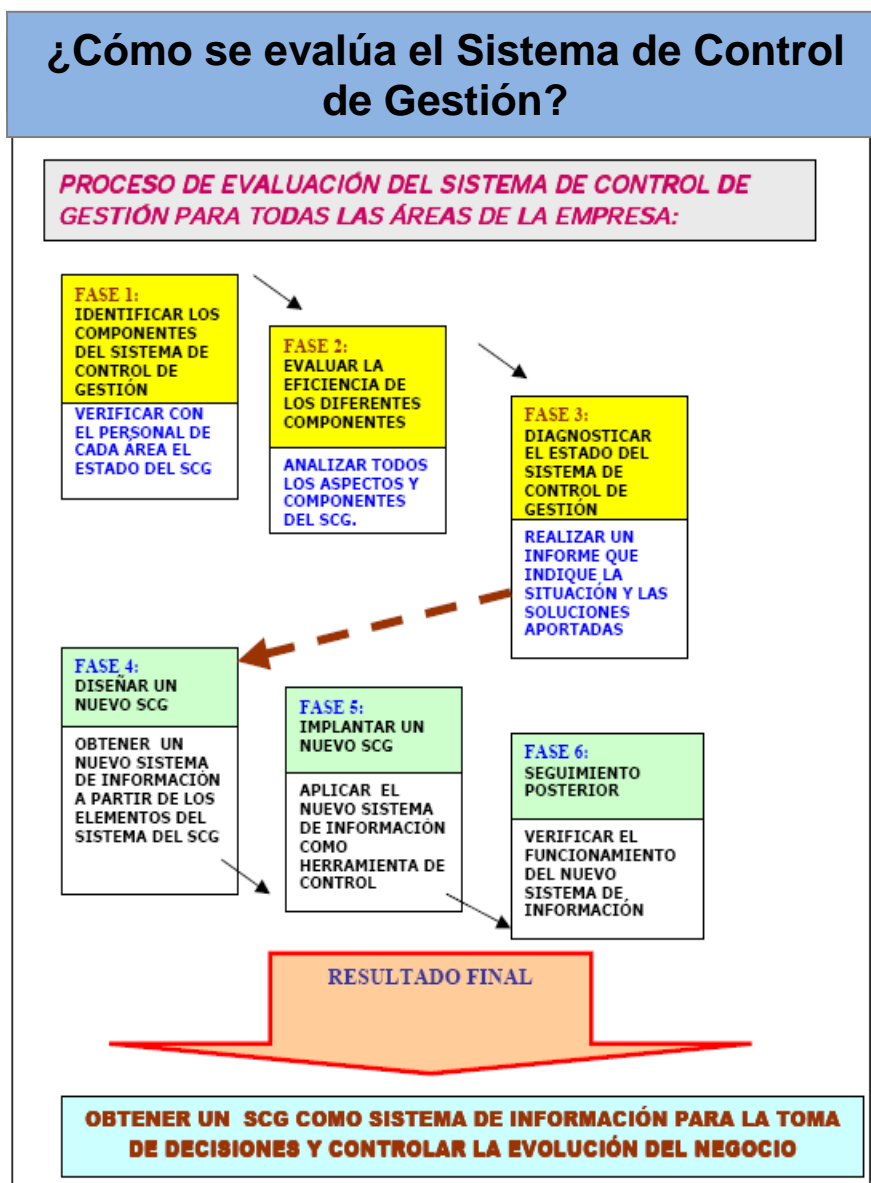 ¿Cómo se evalúa el Sistema de Control
de Gestión?
PROCESO DE EVALUACIÓN DEL SISTEMA DE CONTROL DE
GESTIÓN PARA TODAS LAS ÁREAS DE LA EMPRESA:
FASE 1:
IDENTIFICAR LOS
COMPONENTES
DEL SISTEMA DE
CONTROL DE
GESTIÓN
VERIFICAR CON
EL PERSONAL DE
CADA ÁREA EL
ESTADO DEL SCG
FASE 2:
EVALUAR LA
EFICIENCIA DE
LOS DIFERENTES
COMPONENTES
ANALIZAR TODOS
LOS ASPECTOS Y
COMPONENTES
DEL SCG.
FASE 3:
DIAGNOSTICAR
EL ESTADO DEL
SISTEMA DE
CONTROL DE
GESTIÓN
REALIZAR UN
INFORME QUE
INDIQUE LA
SITUACIÓN Y LAS
SOLUCIONES
APORTADAS
FASE 4:
DISEÑAR UN
NUEVO SCG
OBTENER UN
NUEVO SISTEMA
DE INFORMACIÓN
A PARTIR DE LOS
ELEMENTOS DEL
SISTEMA DEL SCG
FASE 5:
IMPLANTAR UN
NUEVO SCG
APLICAR EL
NUEVO SISTEMA
DE INFORMACIÓN
COMO
HERRAMIENTA DE
CONTROL
FASE 6:
SEGUIMIENTO
POSTERIOR
VERIFICAR EL
FUNCIONAMIENTO
DEL NUEVO
SISTEMA DE
INFORMACIÓN
RESULTADO FINAL
OBTENER UN SCG COMO SISTEMA DE INFORMACIÓN PARA LA TOMA
DE DECISIONES Y CONTROLAR LA EVOLUCIÓN DEL NEGOCIO